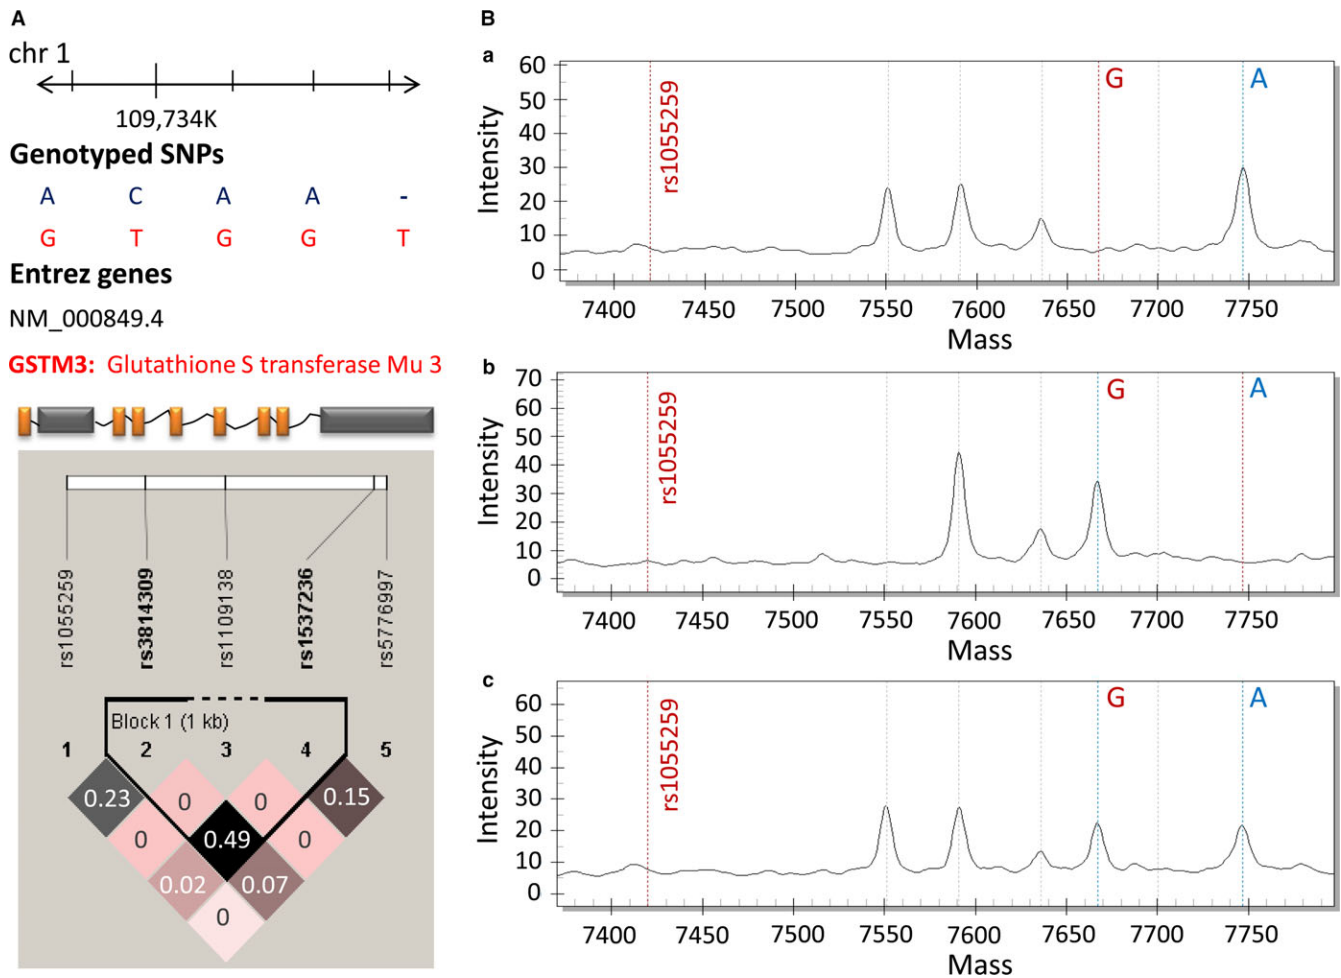 A
chr 1
109,734K
Genotyped SNPs
A C A A -
G T G G T
Entrez genes
NM_000849.4
GSTM3: Glutathione S transferase Mu 3
rs1055259
rs3814309
rs1109138
rs1537236
rs5776997
Block 1 (1 kb)
1 2 3 4 5
0.23 0 0 0.15
0 0.49 0
0.02 0.07
0
B
a
Intensity
60
50
40
30
20
10
0
rs1055259
G
A
7400 7450 7500 7550 7600 7650 7700 7750
Mass
b
Intensity
70
60
50
40
30
20
10
0
rs1055259
G
A
7400 7450 7500 7550 7600 7650 7700 7750
Mass
c
Intensity
60
50
40
30
20
10
0
rs1055259
G
A
7400 7450 7500 7550 7600 7650 7700 7750
Mass